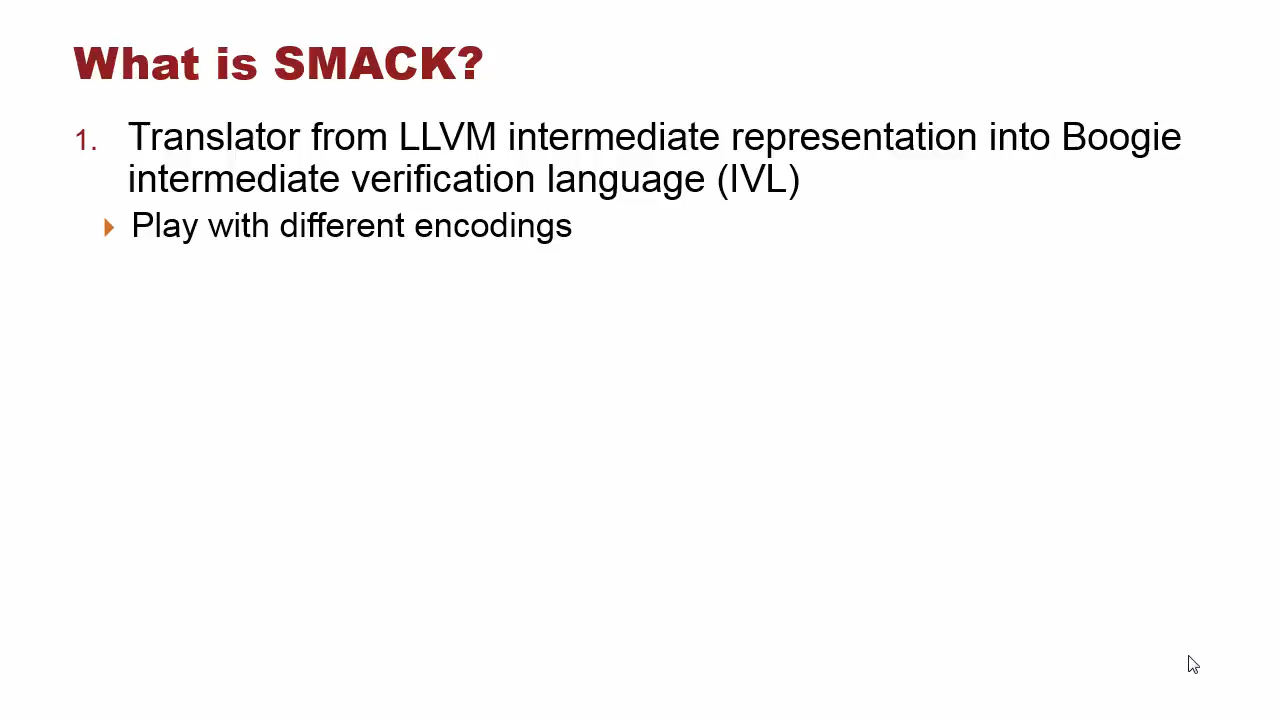 What is SMACK?
1. Translator from LLVM intermediate representation into Boogie
intermediate verification language (IVL)
Play with different encodings